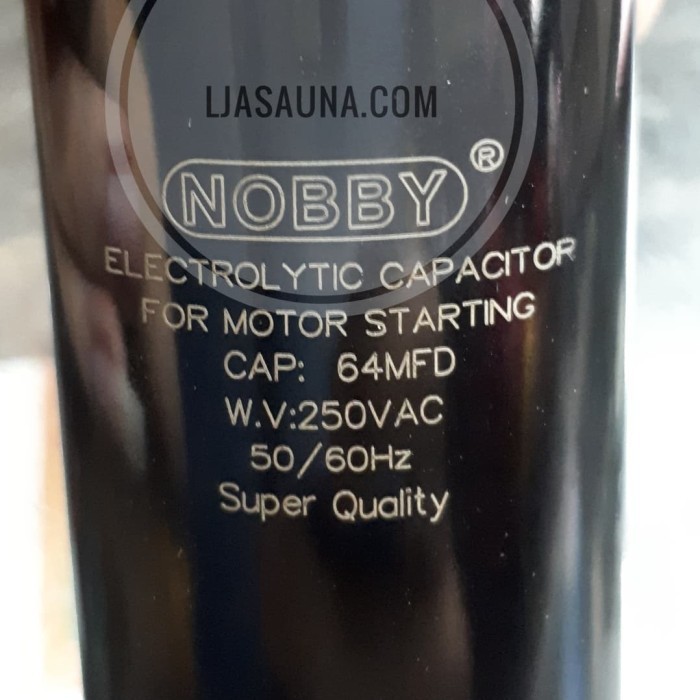 LJASAUNA.COM
NOBBY ®
ELECTROLYTIC CAPACITOR
FOR MOTOR STARTING
CAP: 64MFD
W.V:250VAC
50/60Hz
Super Quality